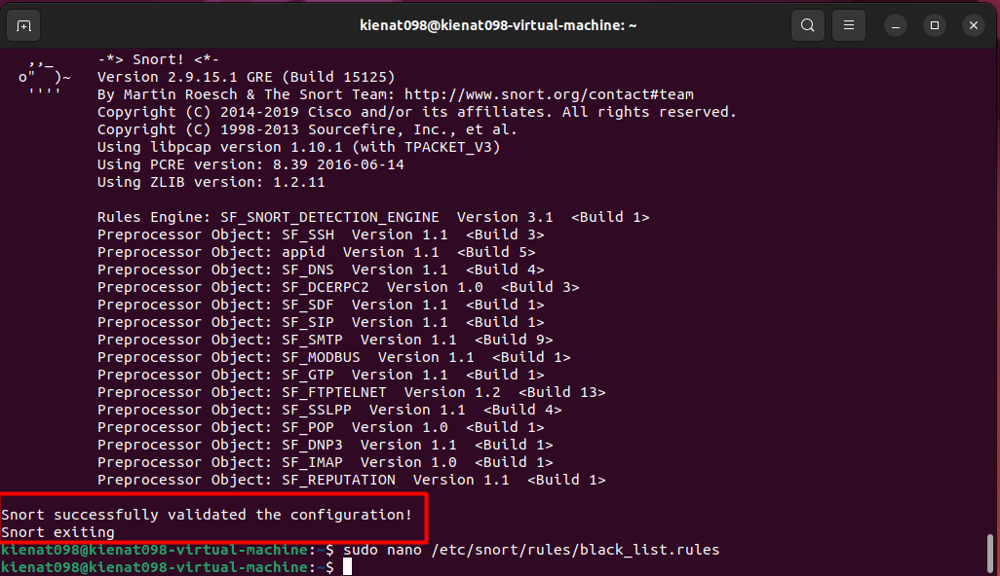 kienat098@kienat098-virtual-machine: ~
,,_ -*> Snort! <*-
o" )~ Version 2.9.15.1 GRE (Build 15125)
'''' By Martin Roesch & The Snort Team: http://www.snort.org/contact#team
Copyright (C) 2014-2019 Cisco and/or its affiliates. All rights reserved.
Copyright (C) 1998-2013 Sourcefire, Inc., et al.
Using libpcap version 1.10.1 (with TPACKET_V3)
Using PCRE version: 8.39 2016-06-14
Using ZLIB version: 1.2.11
Rules Engine: SF_SNORT_DETECTION_ENGINE Version 3.1 <Build 1>
Preprocessor Object: SF_SSH Version 1.1 <Build 3>
Preprocessor Object: appid Version 1.1 <Build 5>
Preprocessor Object: SF_DNS Version 1.1 <Build 4>
Preprocessor Object: SF_DCERPC2 Version 1.0 <Build 3>
Preprocessor Object: SF_SDF Version 1.1 <Build 1>
Preprocessor Object: SF_SIP Version 1.1 <Build 1>
Preprocessor Object: SF_SMTP Version 1.1 <Build 9>
Preprocessor Object: SF_MODBUS Version 1.1 <Build 1>
Preprocessor Object: SF_GTP Version 1.1 <Build 1>
Preprocessor Object: SF_FTPTELNET Version 1.2 <Build 13>
Preprocessor Object: SF_SSLPP Version 1.1 <Build 4>
Preprocessor Object: SF_POP Version 1.0 <Build 1>
Preprocessor Object: SF_DNP3 Version 1.1 <Build 1>
Preprocessor Object: SF_IMAP Version 1.0 <Build 1>
Preprocessor Object: SF_REPUTATION Version 1.1 <Build 1>
Snort successfully validated the configuration!
Snort exiting
kienat098@kienat098-virtual-machine:~$ sudo nano /etc/snort/rules/black_list.rules
kienat098@kienat098-virtual-machine:~$